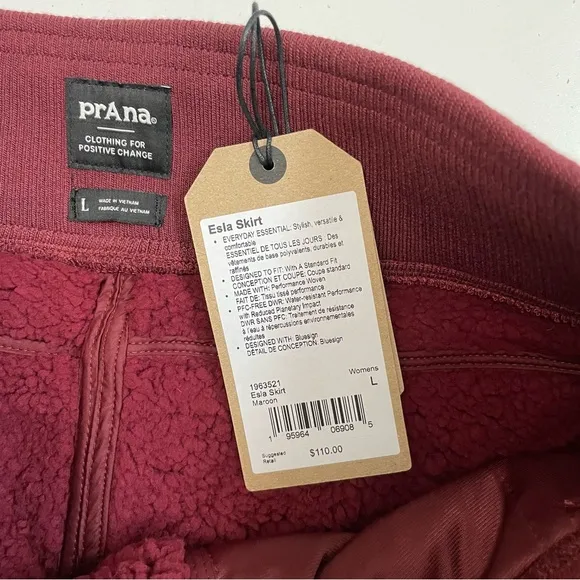 prAna®
CLOTHING FOR
POSITIVE CHANGE
L
MADE IN VIETNAM
FABRIQUE AU VIETNAM
Esla Skirt
• EVERYDAY ESSENTIAL: Stylish, versatile &
comfortable
ESSENTIEL DE TOUS LES JOURS : Des
vêtements de base polyvalents, durables et
raffinés
• DESIGNED TO FIT: With A Standard Fit
CONCEPTION ET COUPE: Coupe standard
• MADE WITH: Performance Woven
FAIT DE: Tissu tissé performance
• PFC-FREE DWR: Water-resistant Performance
with Reduced Planetary Impact
DWR SANS PFC: Traitement de résistance
à l'eau à répercussions environnementales
réduites
• DESIGNED WITH: Bluesign
DÉTAIL DE CONCEPTION: Bluesign
1963521 Womens
Esla Skirt L
Maroon
1 95964 06908 5
Suggested
Retail $110.00